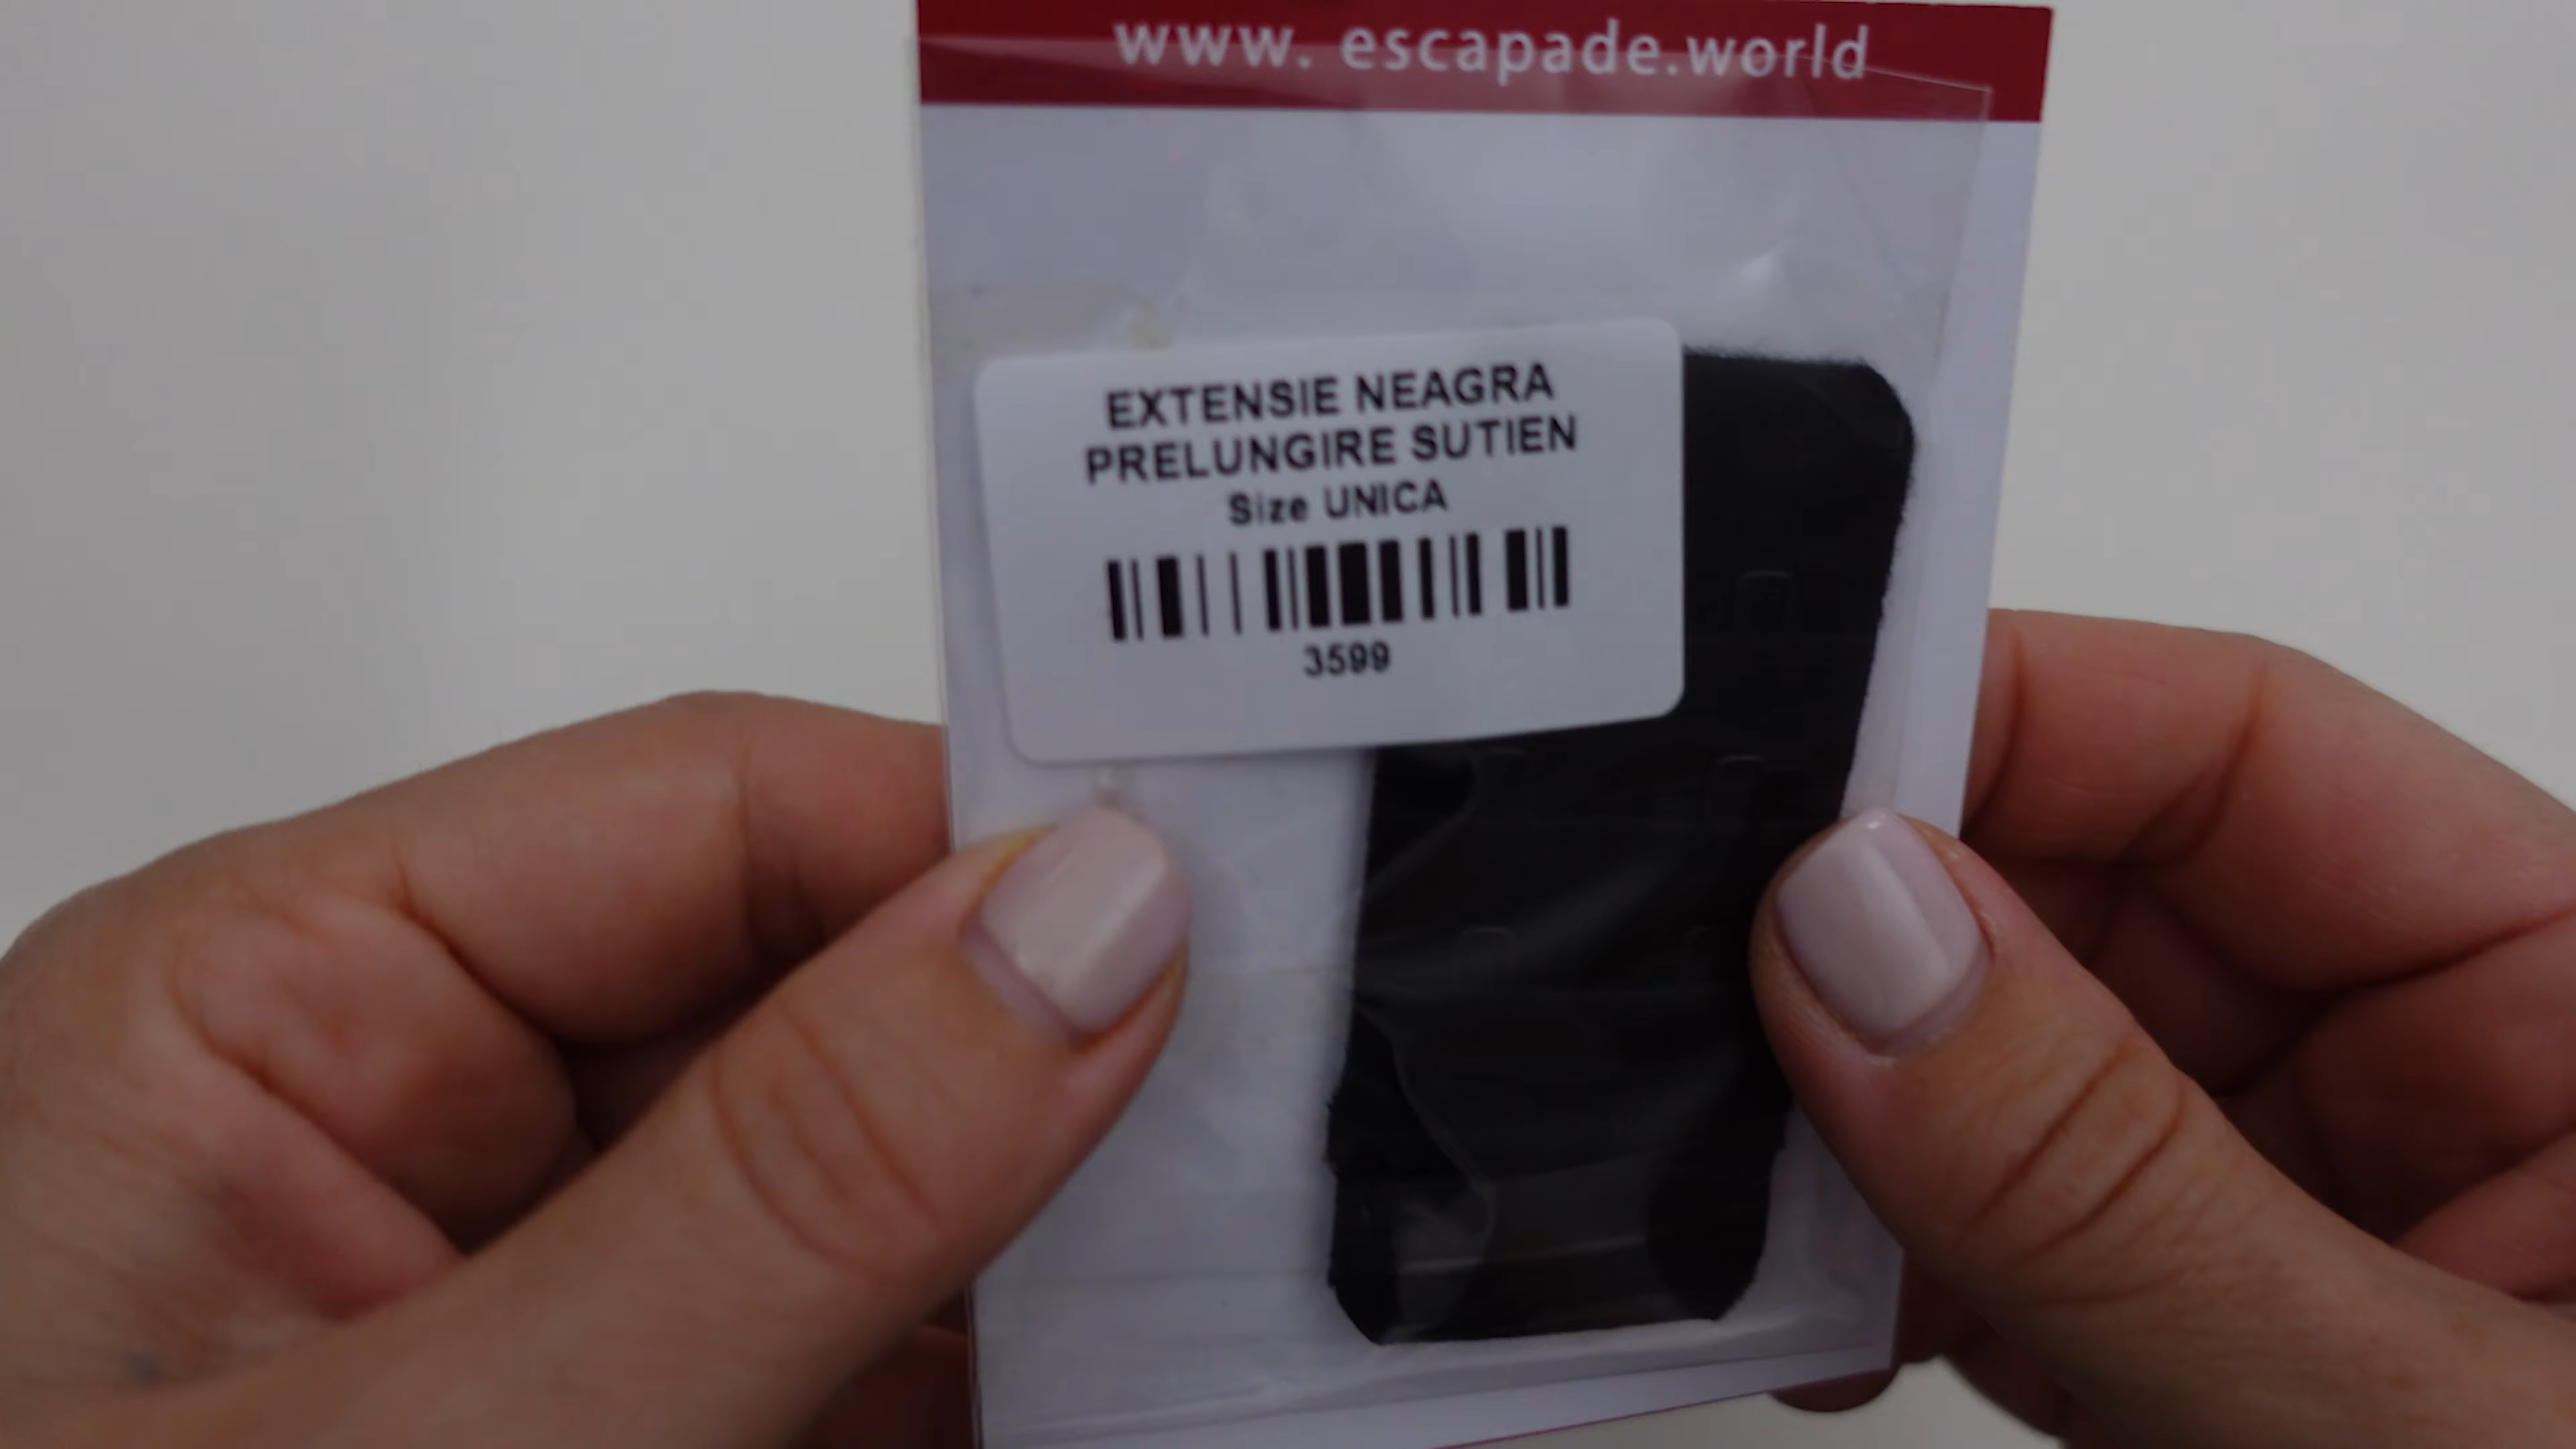 www. escapade.world
EXTENSIE NEAGRA
PRELUNGIRE SUTIEN
Size UNICA
3599